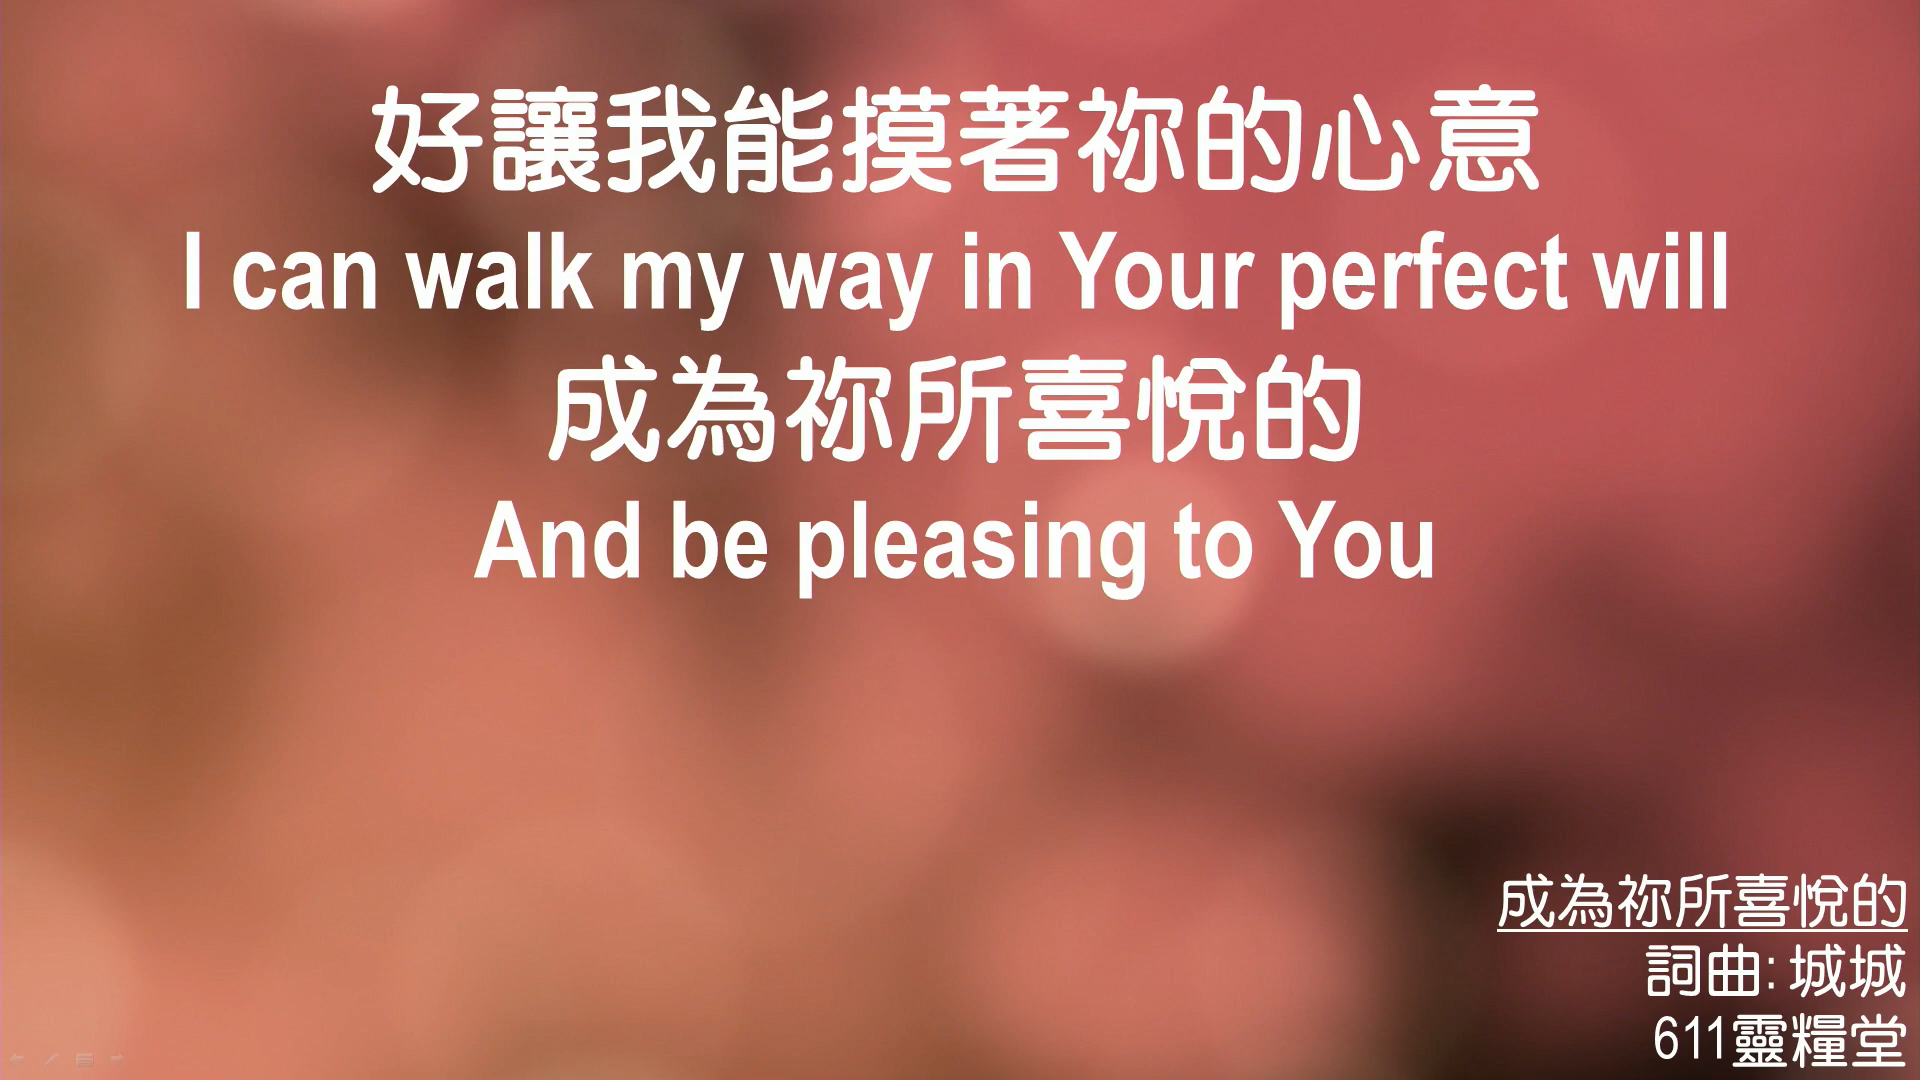 好讓我能摸著祢的心意
I can walk my way in Your perfect will
成為祢所喜悅的
And be pleasing to You
成為祢所喜悅的
詞曲: 城城
611靈糧堂